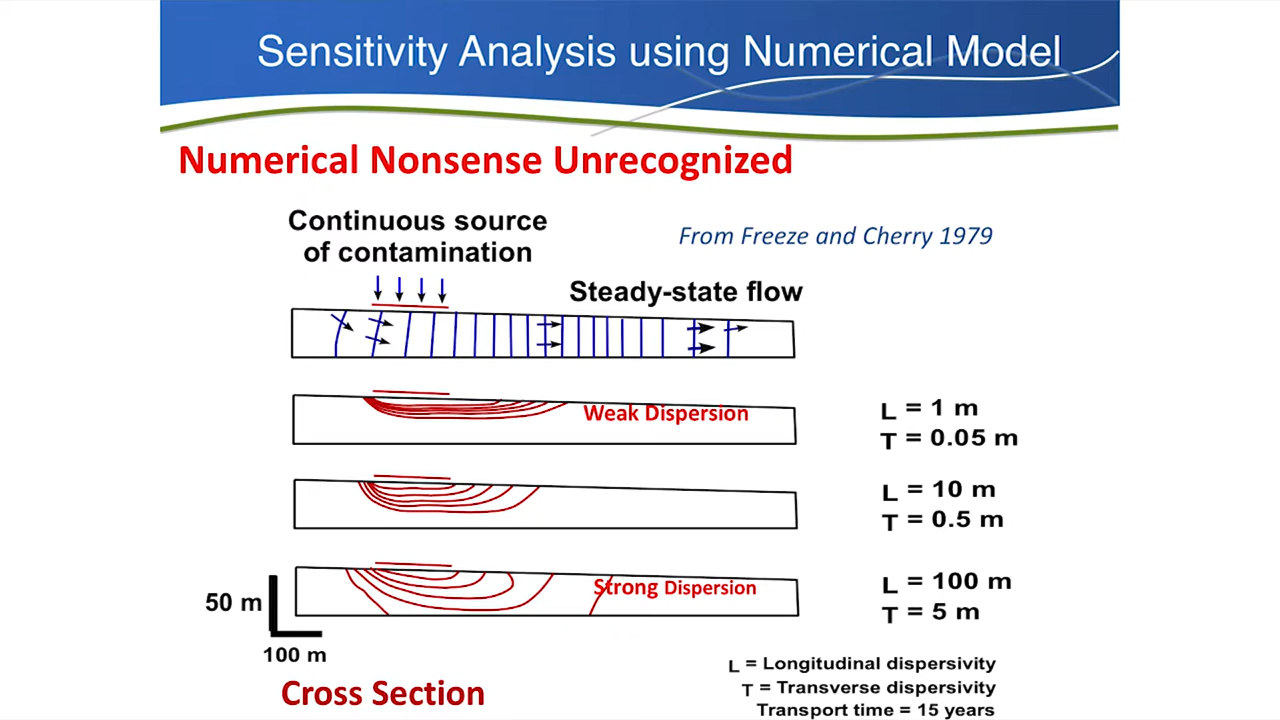 Sensitivity Analysis using Numerical Model
Numerical Nonsense Unrecognized
Continuous source
of contamination
From Freeze and Cherry 1979
Steady-state flow
Weak Dispersion
L = 1 m
T = 0.05 m
L = 10 m
T = 0.5 m
Strong Dispersion
L = 100 m
T = 5 m
50 m
100 m
Cross Section
L = Longitudinal dispersivity
T = Transverse dispersivity
Transport time = 15 years